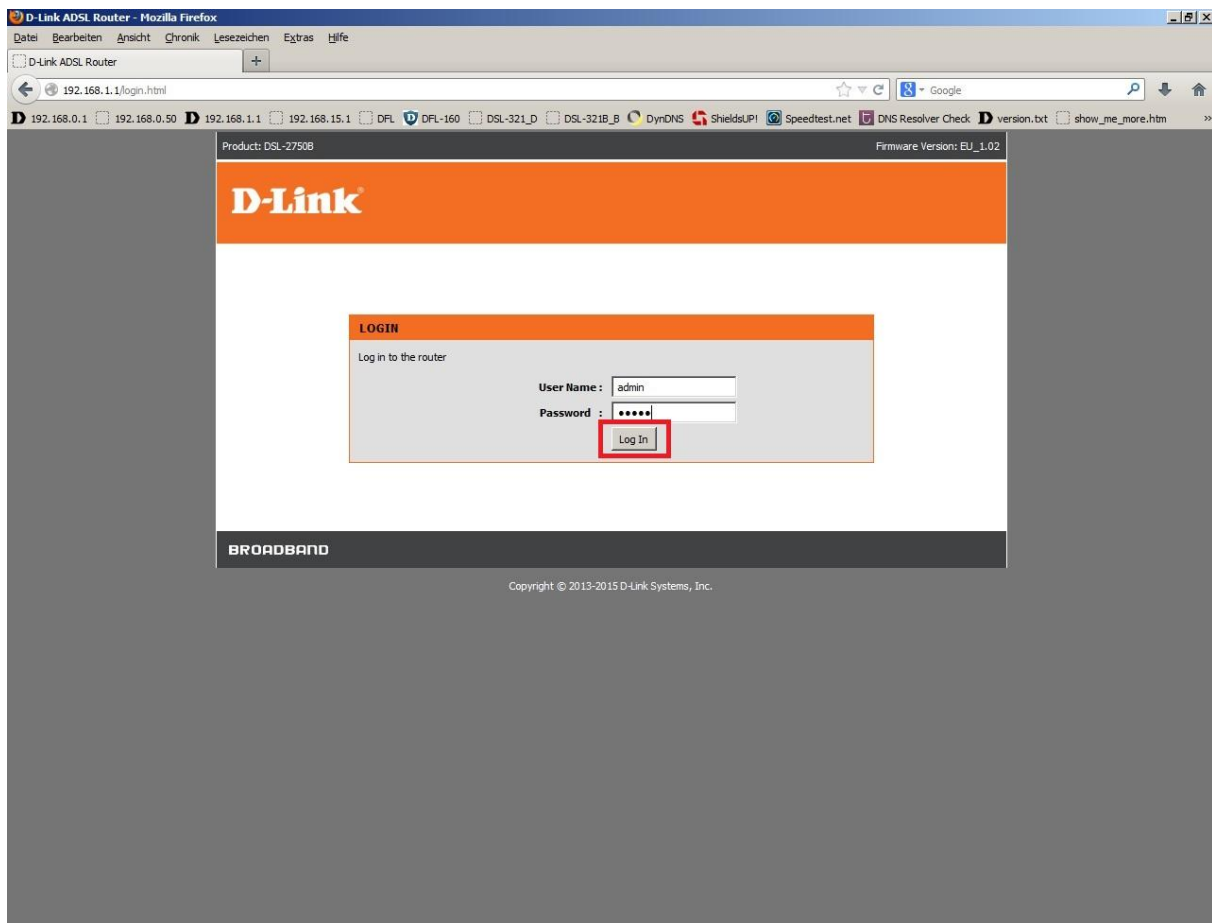 D-Link ADSL Router - Mozilla Firefox
Datei Bearbeiten Ansicht Chronik Lesezeichen Extras Hilfe
D-Link ADSL Router
192.168.1.1/login.html Google
192.168.0.1 192.168.0.50 192.168.1.1 192.168.15.1 DFL DFL-160 DSL-321_D DSL-321B_B DynDNS ShieldsUP! Speedtest.net DNS Resolver Check version.txt show_me_more.htm »
Product: DSL-2750B Firmware Version: EU_1.02
D-Link®
LOGIN
Log in to the router
User Name : admin
Password : •••••
Log In
BROADBAND
Copyright © 2013-2015 D-Link Systems, Inc.